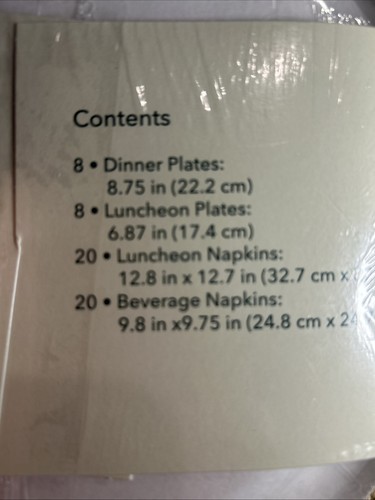 Contents
8 • Dinner Plates:
8.75 in (22.2 cm)
8 • Luncheon Plates:
6.87 in (17.4 cm)
20 • Luncheon Napkins:
12.8 in x 12.7 in (32.7 cm x
20 • Beverage Napkins:
9.8 in x9.75 in (24.8 cm x